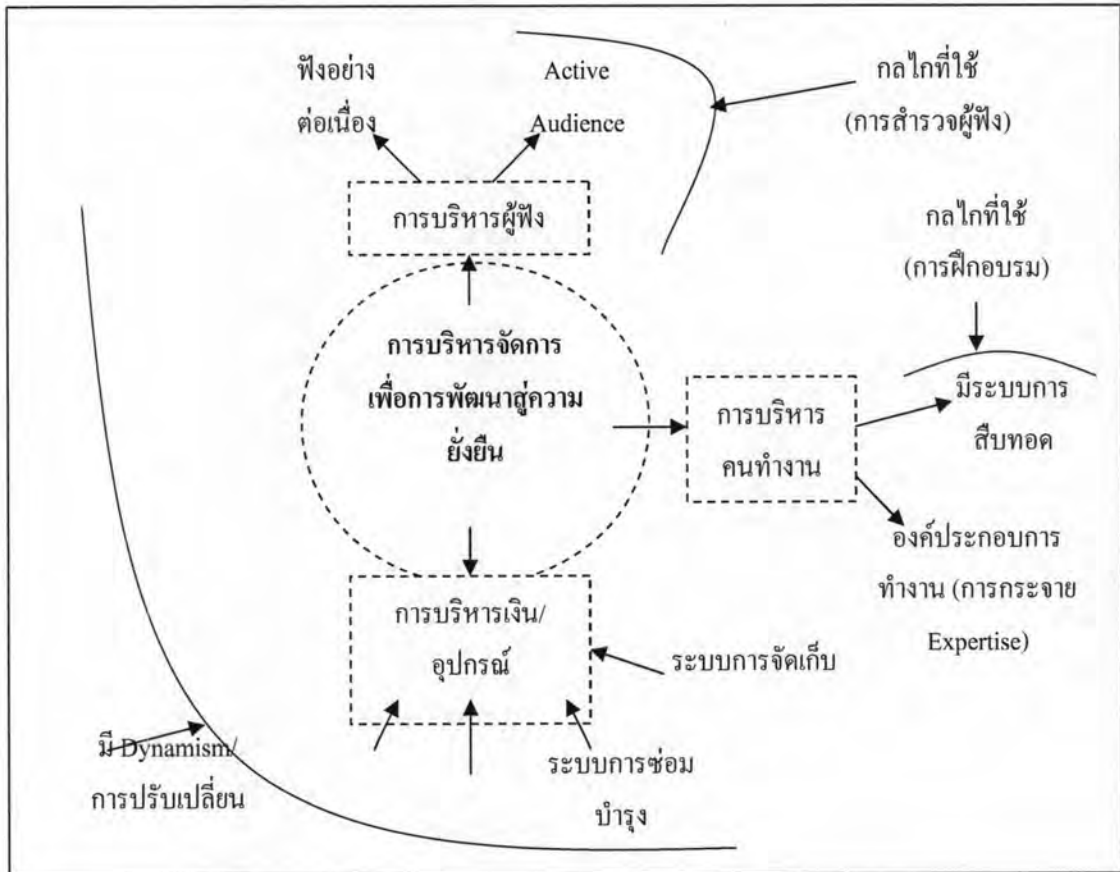 ฟังอย่าง
ต่อเนื่อง
Active
Audience
กลไกที่ใช้
(การสำรวจผู้ฟัง)
การบริหารผู้ฟัง
กลไกที่ใช้
(การฝึกอบรม)
การบริหารจัดการ
เพื่อการพัฒนาสู่ความ
ยั่งยืน
การบริหาร
คนทำงาน
มีระบบการ
สืบทอด
องค์ประกอบการ
ทำงาน (การกระจาย
Expertise)
การบริหารเงิน/
อุปกรณ์
ระบบการจัดเก็บ
ระบบการซ่อม
บำรุง
มี Dynamism/
การปรับเปลี่ยน